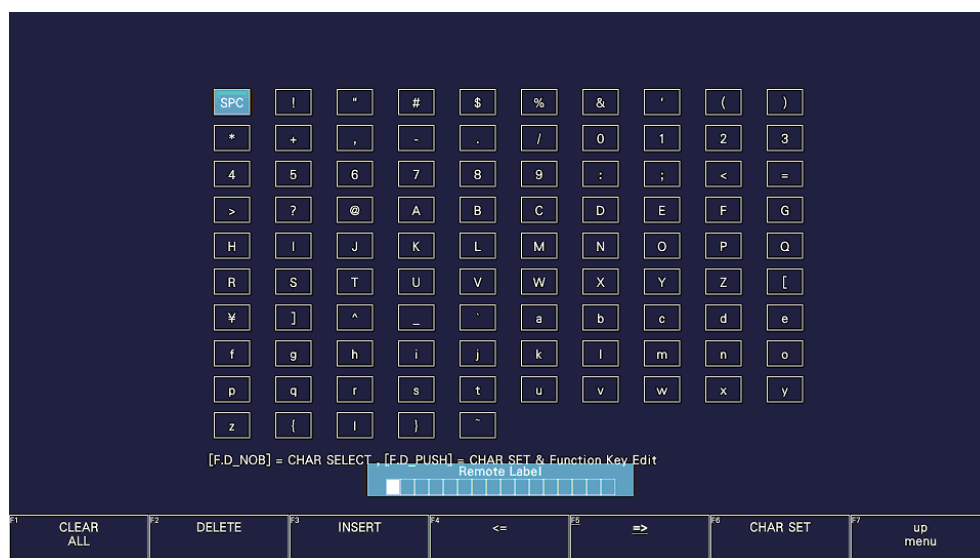 SPC ! " # $ % & ' ( )
* + , - . / 0 1 2 3
4 5 6 7 8 9 : ; < =
> ? @ A B C D E F G
H I J K L M N O P Q
R S T U V W X Y Z [
¥ ] ^ _ ` a b c d e
f g h i j k l m n o
p q r s t u v w x y
z { | } ~
[F.D_NOB] = CHAR SELECT , [F.D_PUSH] = CHAR SET & Function Key Edit
Remote Label
F1 CLEAR ALL
F2 DELETE
F3 INSERT
F4 <=
F5 =>
F6 CHAR SET
F7 up menu